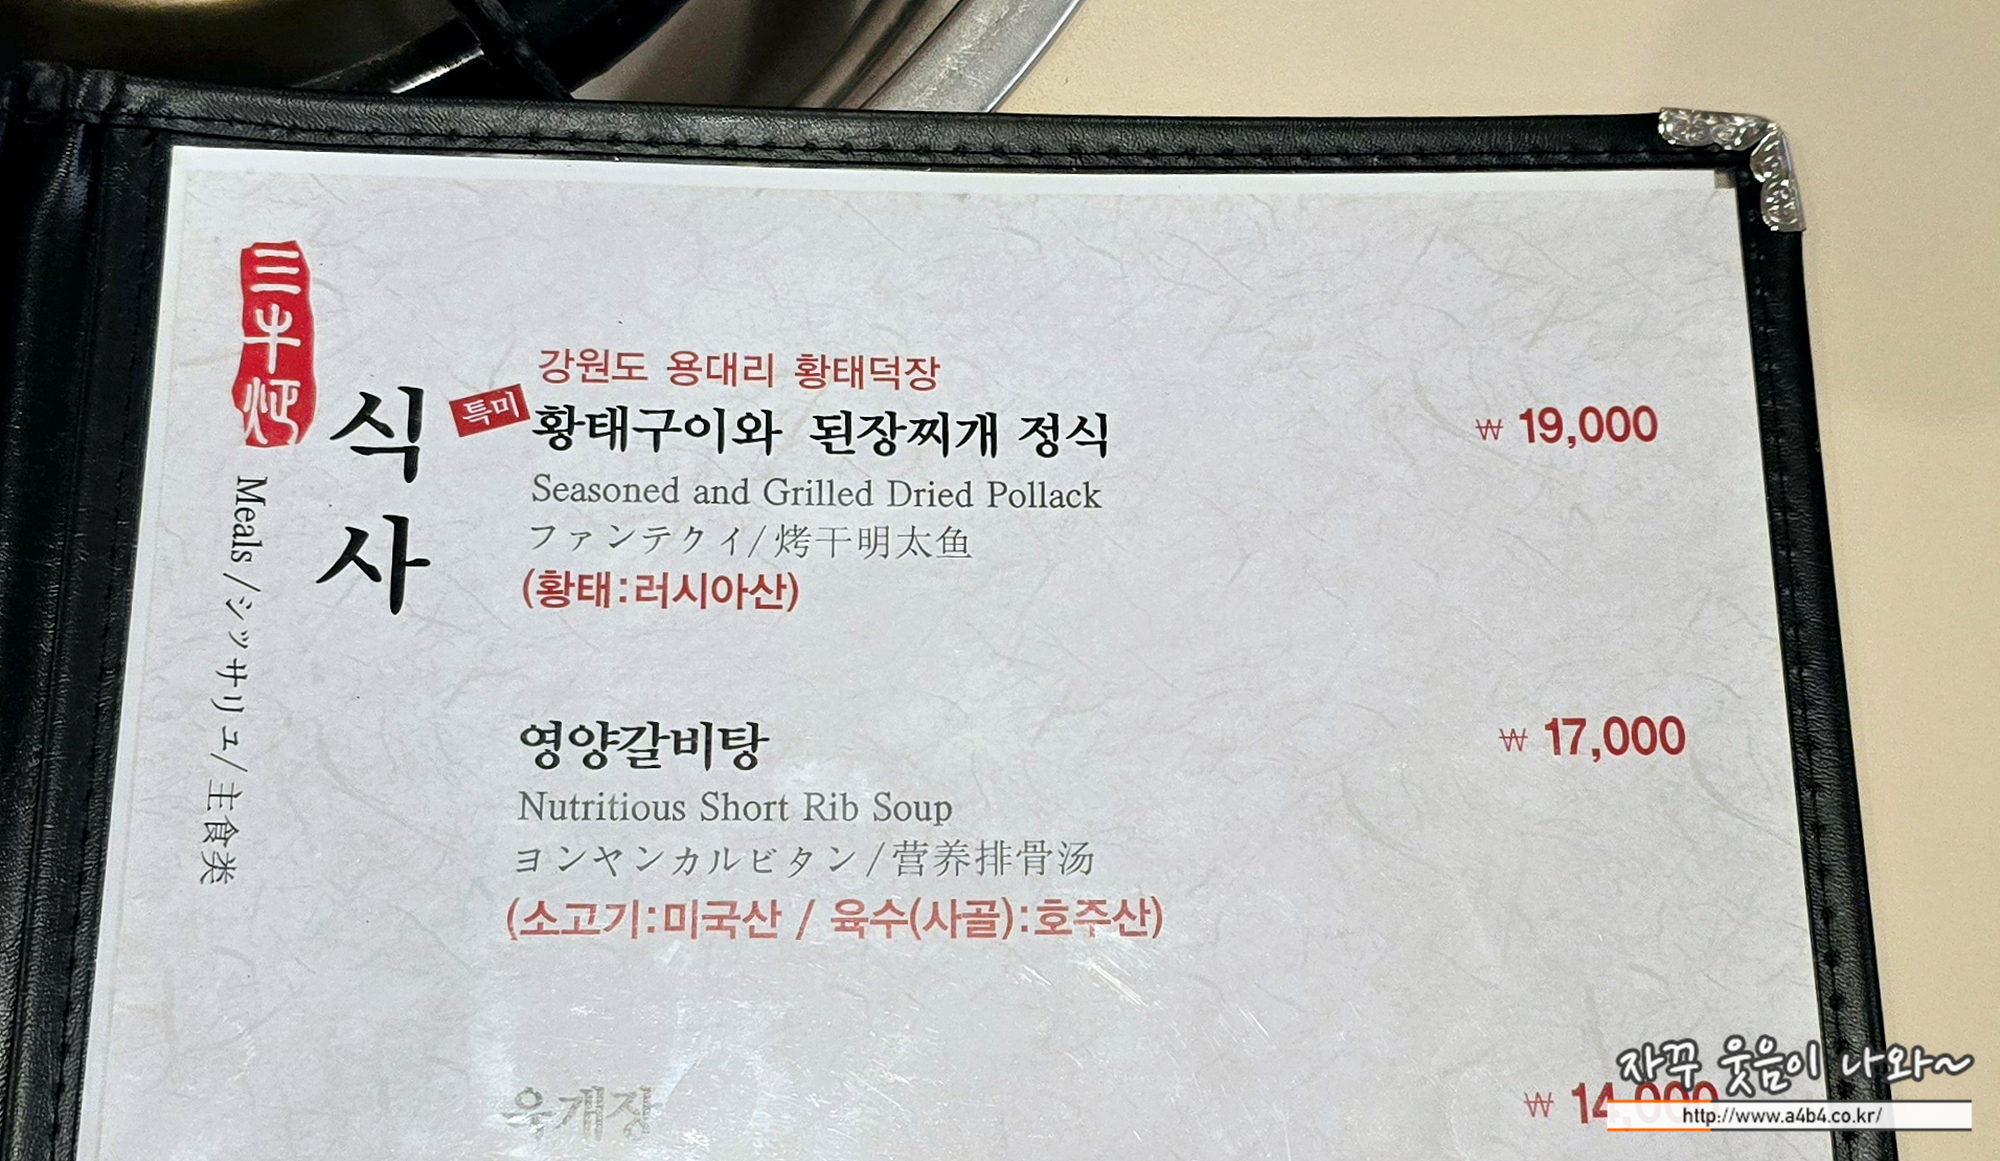 三牛炉
식사
Meals /シッサリュ/主食类
강원도 용대리 황태덕장
특미 황태구이와 된장찌개 정식 ₩ 19,000
Seasoned and Grilled Dried Pollack
ファンテクイ/烤干明太鱼
(황태:러시아산)
영양갈비탕 ₩ 17,000
Nutritious Short Rib Soup
ヨンヤンカルビタン/营养排骨汤
(소고기:미국산 / 육수(사골):호주산)
육개장 ₩ 14,000
자꾸 웃음이 나와~
http://www.a4b4.co.kr/